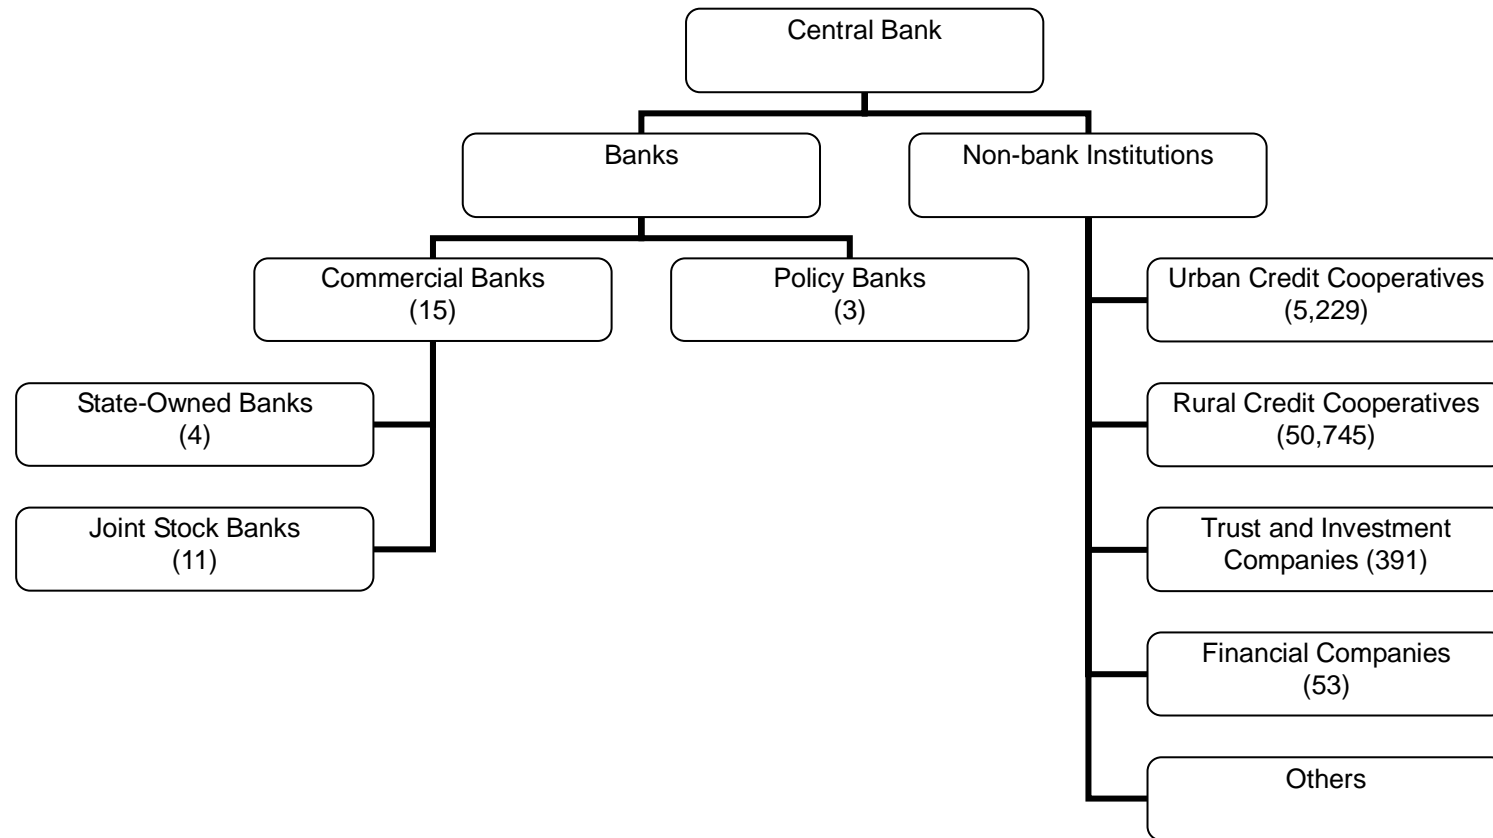 Central Bank
Banks
Non-bank Institutions
Commercial Banks
(15)
Policy Banks
(3)
Urban Credit Cooperatives
(5,229)
State-Owned Banks
(4)
Rural Credit Cooperatives
(50,745)
Joint Stock Banks
(11)
Trust and Investment
Companies (391)
Financial Companies
(53)
Others